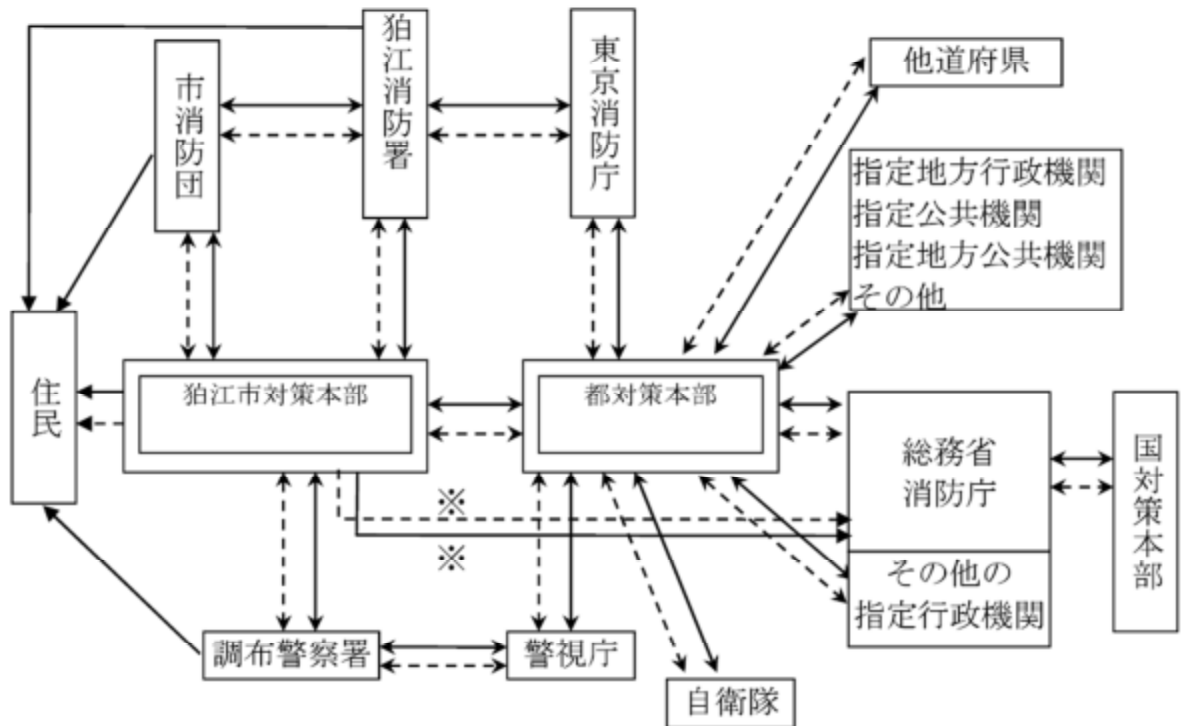 狛江消防署
東京消防庁
市消防団
他道府県
指定地方行政機関
指定公共機関
指定地方公共機関
その他
住民
狛江市対策本部
都対策本部
総務省
消防庁
国対策本部
※
※
その他の
指定行政機関
調布警察署
警視庁
自衛隊